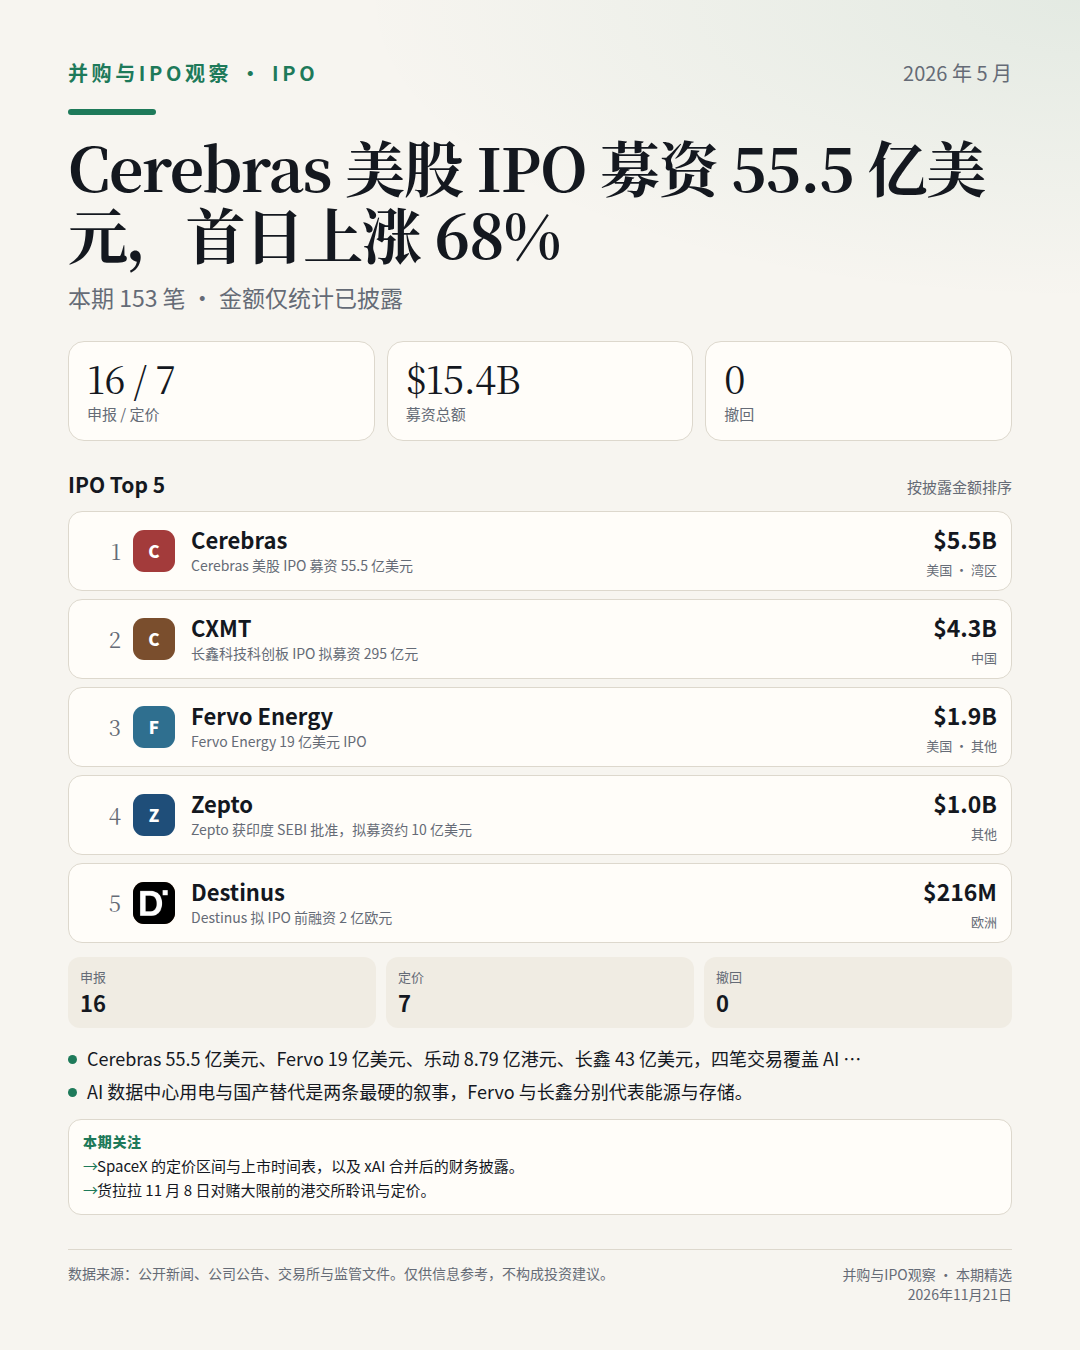 并购与IPO观察 • IPO
2026 年 5 月
Cerebras 美股 IPO 募资 55.5 亿美
元，首日上涨 68%
本期 153 笔 • 金额仅统计已披露
16 / 7
申报 / 定价
$15.4B
募资总额
0
撤回
IPO Top 5
按披露金额排序
1
C
Cerebras
Cerebras 美股 IPO 募资 55.5 亿美元
$5.5B
美国 • 湾区
2
C
CXMT
长鑫科技科创板 IPO 拟募资 295 亿元
$4.3B
中国
3
F
Fervo Energy
Fervo Energy 19 亿美元 IPO
$1.9B
美国 • 其他
4
Z
Zepto
Zepto 获印度 SEBI 批准，拟募资约 10 亿美元
$1.0B
其他
5
D
Destinus
Destinus 拟 IPO 前融资 2 亿欧元
$216M
欧洲
申报
16
定价
7
撤回
0
Cerebras 55.5 亿美元、Fervo 19 亿美元、乐动 8.79 亿港元、长鑫 43 亿美元，四笔交易覆盖 AI …
AI 数据中心用电与国产替代是两条最硬的叙事，Fervo 与长鑫分别代表能源与存储。
本期关注
→SpaceX 的定价区间与上市时间表，以及 xAI 合并后的财务披露。
→货拉拉 11 月 8 日对赌大限前的港交所聆讯与定价。
数据来源：公开新闻、公司公告、交易所与监管文件。仅供信息参考，不构成投资建议。
并购与IPO观察 • 本期精选
2026年11月21日